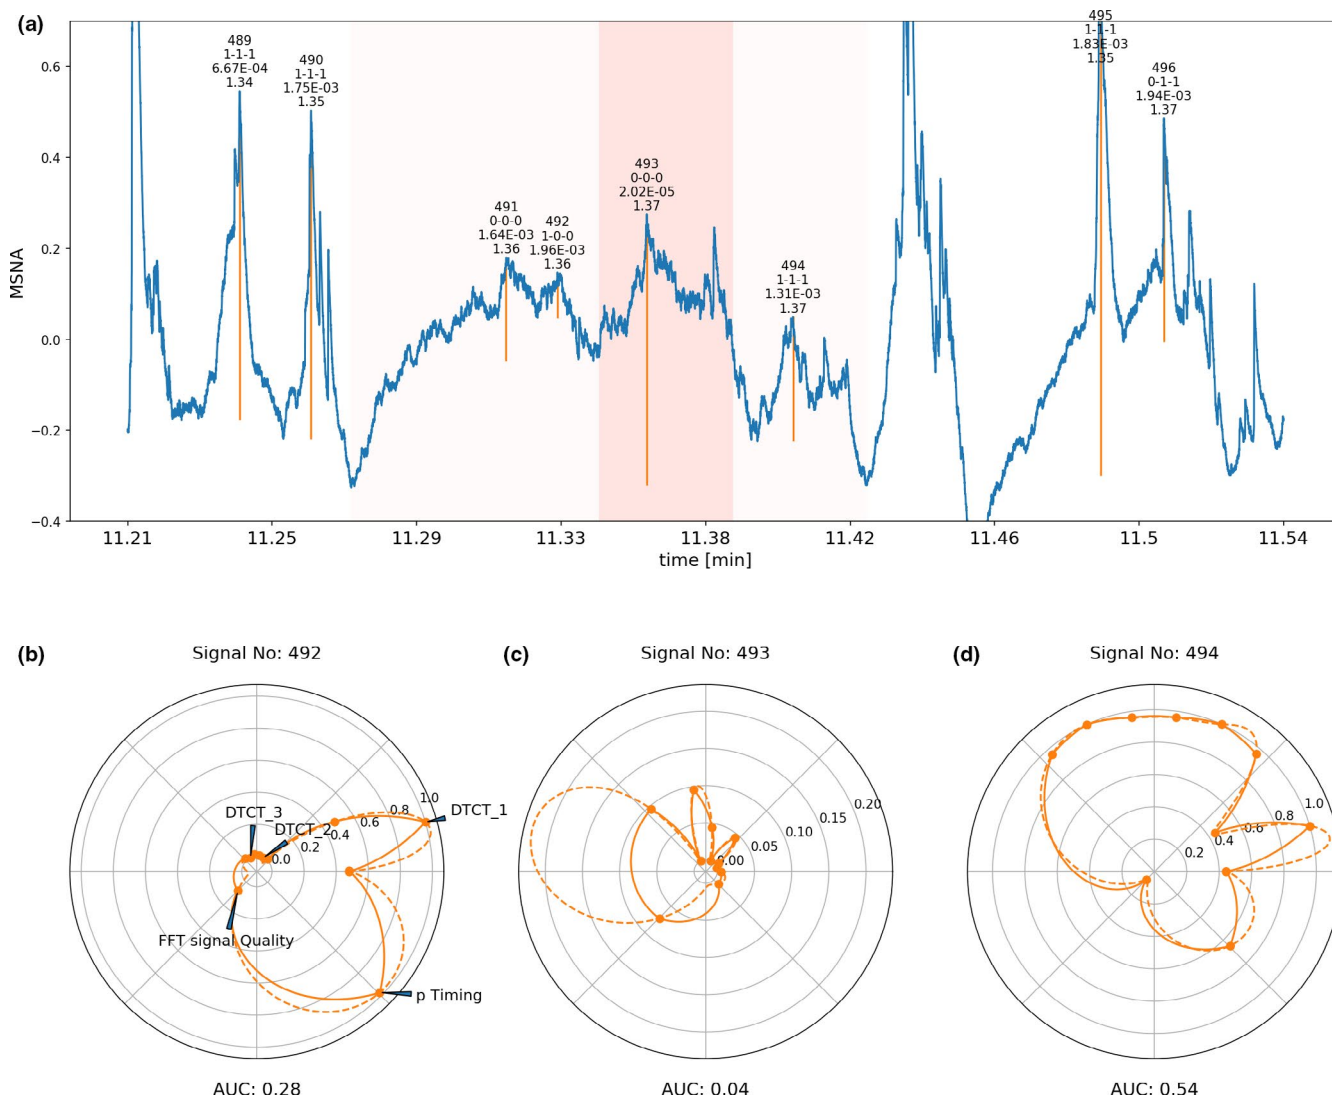 (a)
0.6
0.4
0.2
0.0
−0.2
−0.4
MSNA
489
1-1-1
6.67E-04
1.34
490
1-1-1
1.75E-03
1.35
491
0-0-0
1.64E-03
1.36
492
1-0-0
1.96E-03
1.36
493
0-0-0
2.02E-05
1.37
494
1-1-1
1.31E-03
1.37
495
1-1-1
1.83E-03
1.35
496
0-1-1
1.94E-03
1.37
11.21 11.25 11.29 11.33 11.38 11.42 11.46 11.5 11.54
time [min]
(b)
Signal No: 492
DTCT_3
DTCT_2
DTCT_1
0.0
0.2
0.4
0.6
0.8
1.0
FFT signal Quality
p Timing
AUC: 0.28
(c)
Signal No: 493
0.00
0.05
0.10
0.15
0.20
AUC: 0.04
(d)
Signal No: 494
0.2
0.4
0.6
0.8
1.0
AUC: 0.54